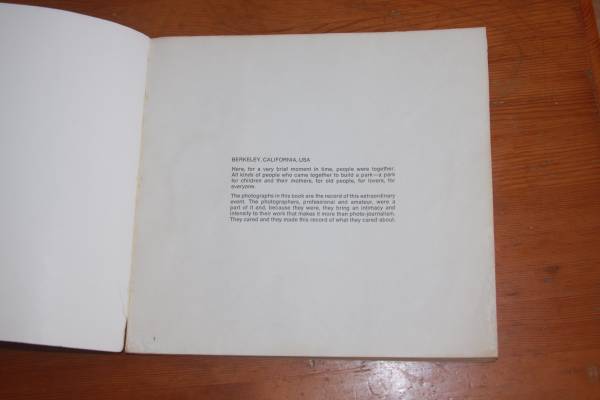 BERKELEY, CALIFORNIA, USA
Here, for a very brief moment in time, people were together.
All kinds of people who came together to build a park—a park
for children and their mothers, for old people, for lovers, for
everyone.
The photographs in this book are the record of this extraordinary
event. The photographers, professional and amateur, were a
part of it and, because they were, they bring an intimacy and
intensity to their work that makes it more than photo-journalism.
They cared and they made this record of what they cared about.